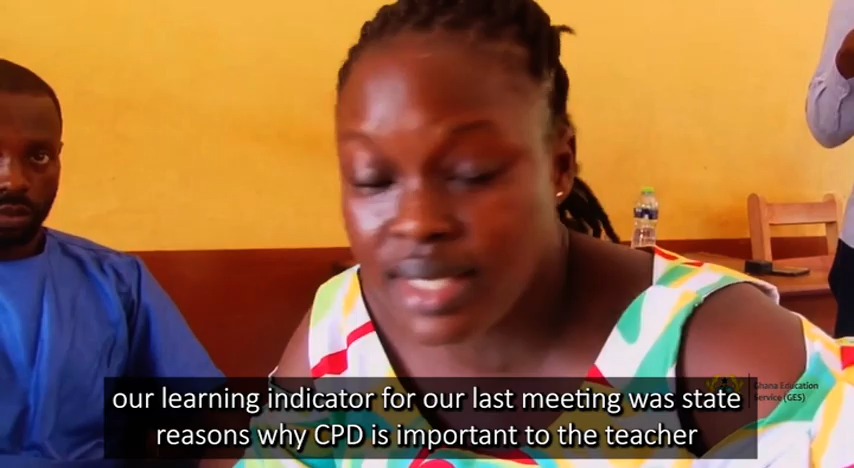 our learning indicator for our last meeting was state
reasons why CPD is important to the teacher
Ghana Education
Service (GES)